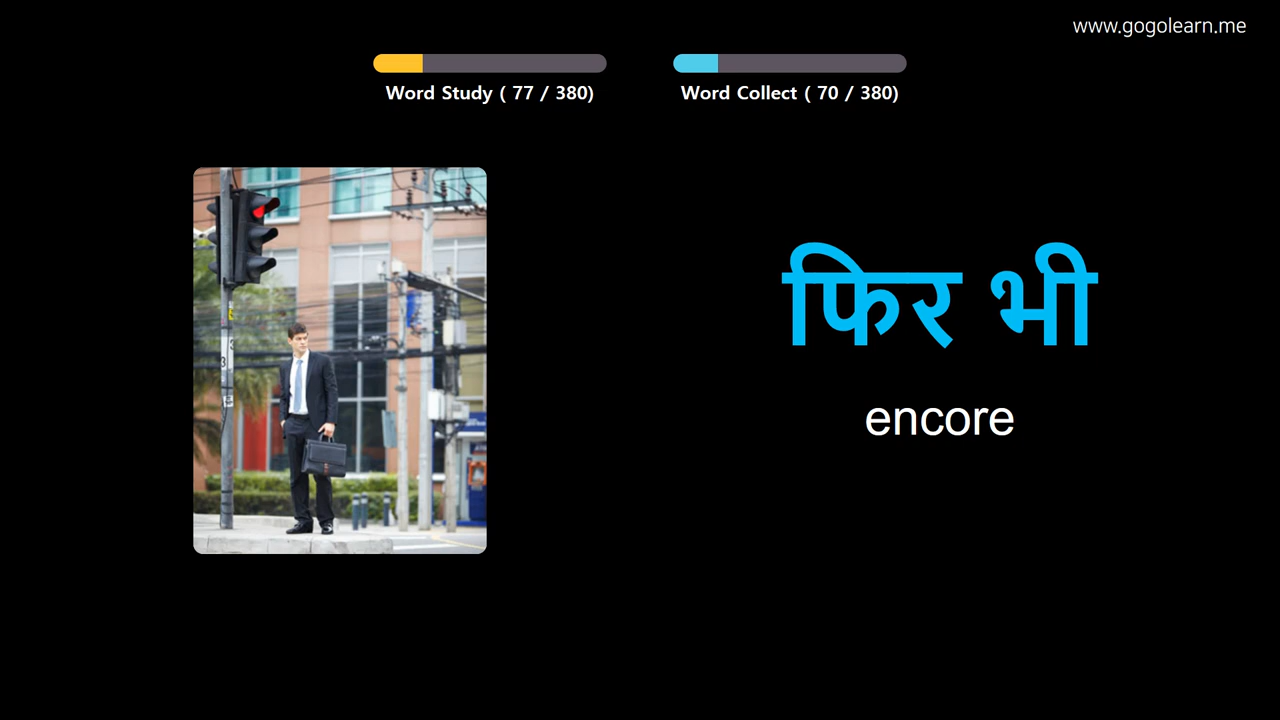 www.gogolearn.me
Word Study ( 77 / 380)
Word Collect ( 70 / 380)
फिर भी
encore